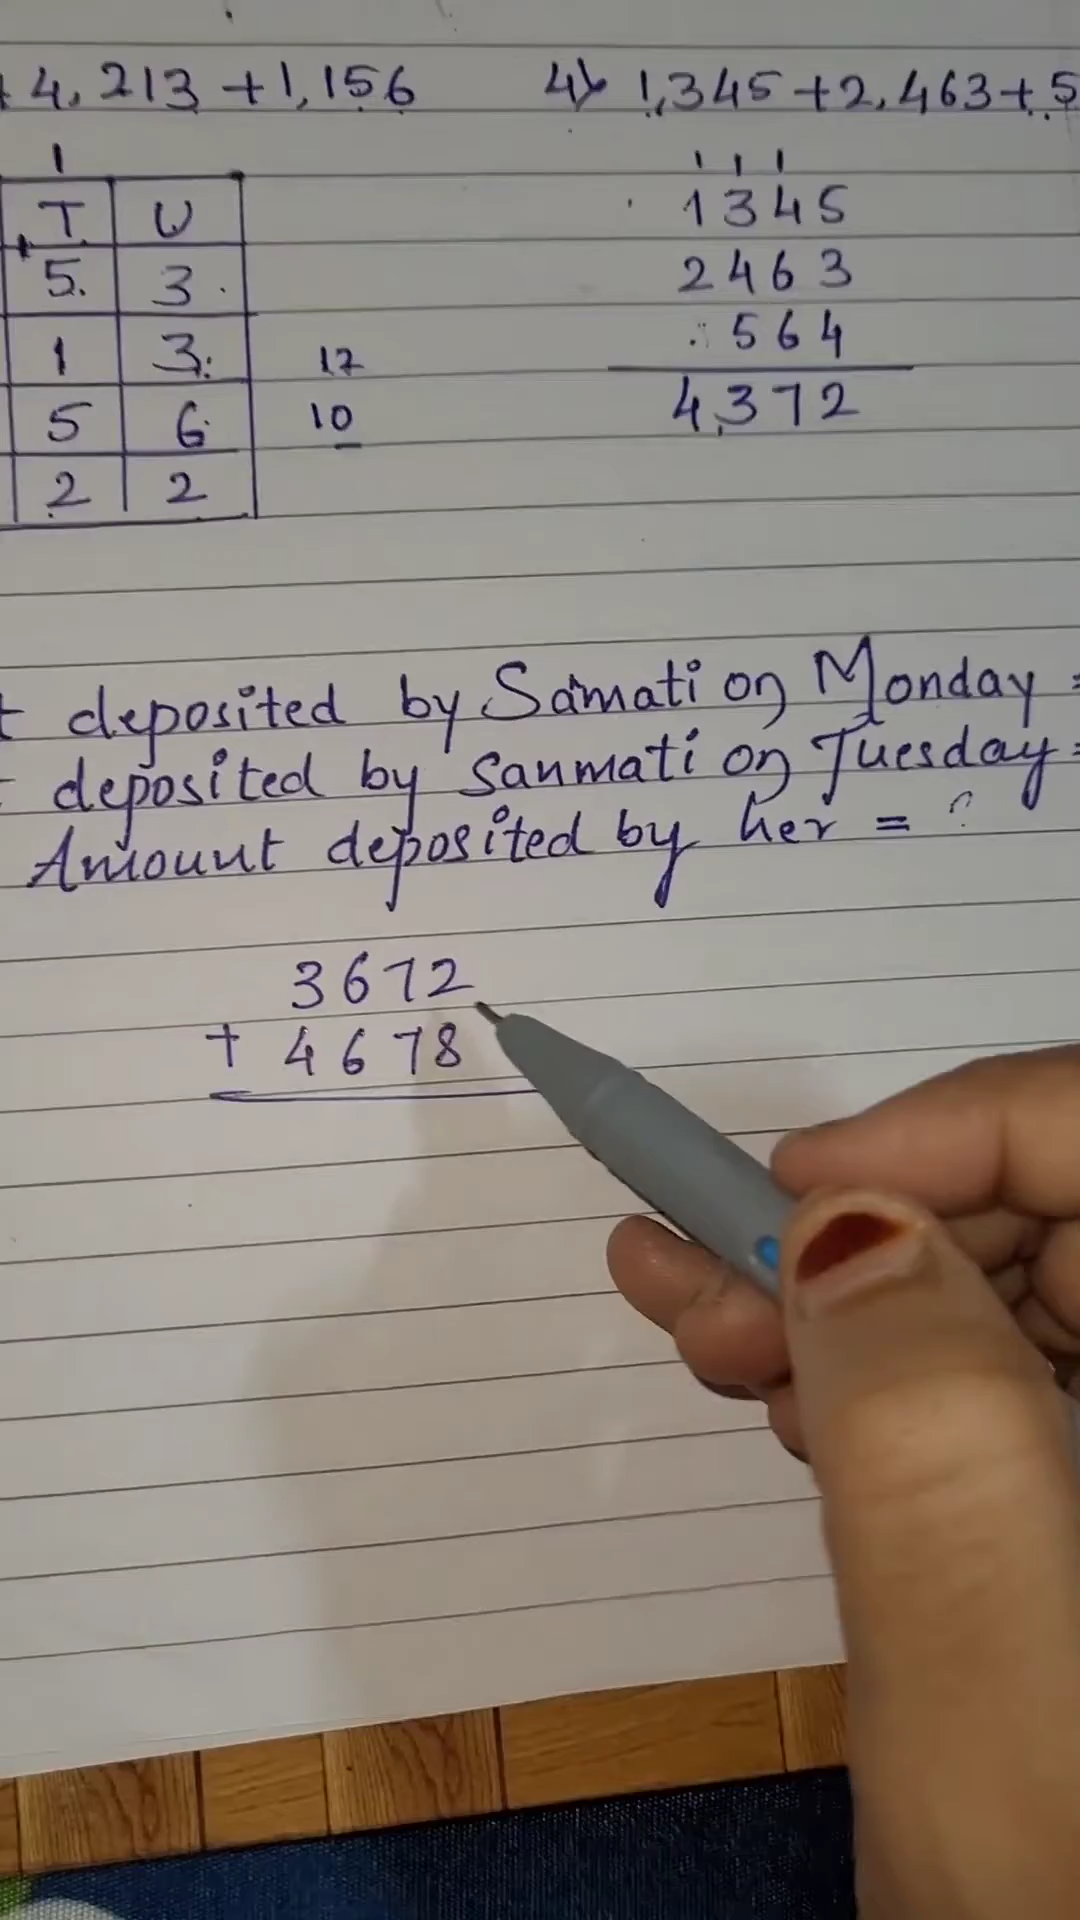 + 4,213 + 1,156
4) 1,345 + 2,463 + 5
1
T U
5 3
1 3
5 6
2 2
17
10
1 1 1
1345
2463
564
4,372
deposited by Samati on Monday =
deposited by Sanmati on Tuesday =
Amount deposited by her = ?
3672
+ 4678